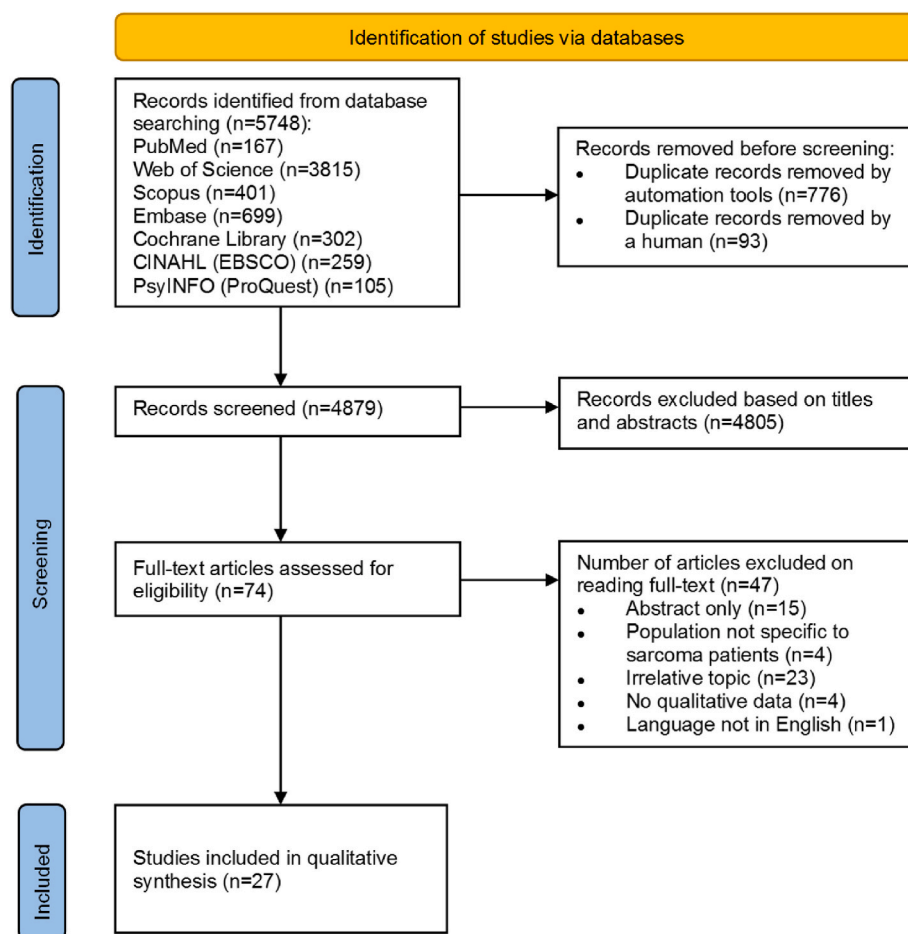 Identification of studies via databases
Identification
Records identified from database
searching (n=5748):
PubMed (n=167)
Web of Science (n=3815)
Scopus (n=401)
Embase (n=699)
Cochrane Library (n=302)
CINAHL (EBSCO) (n=259)
PsyINFO (ProQuest) (n=105)
Records removed before screening:
• Duplicate records removed by
automation tools (n=776)
• Duplicate records removed by
a human (n=93)
Screening
Records screened (n=4879)
Records excluded based on titles
and abstracts (n=4805)
Full-text articles assessed for
eligibility (n=74)
Number of articles excluded on
reading full-text (n=47)
• Abstract only (n=15)
• Population not specific to
sarcoma patients (n=4)
• Irrelative topic (n=23)
• No qualitative data (n=4)
• Language not in English (n=1)
Included
Studies included in qualitative
synthesis (n=27)